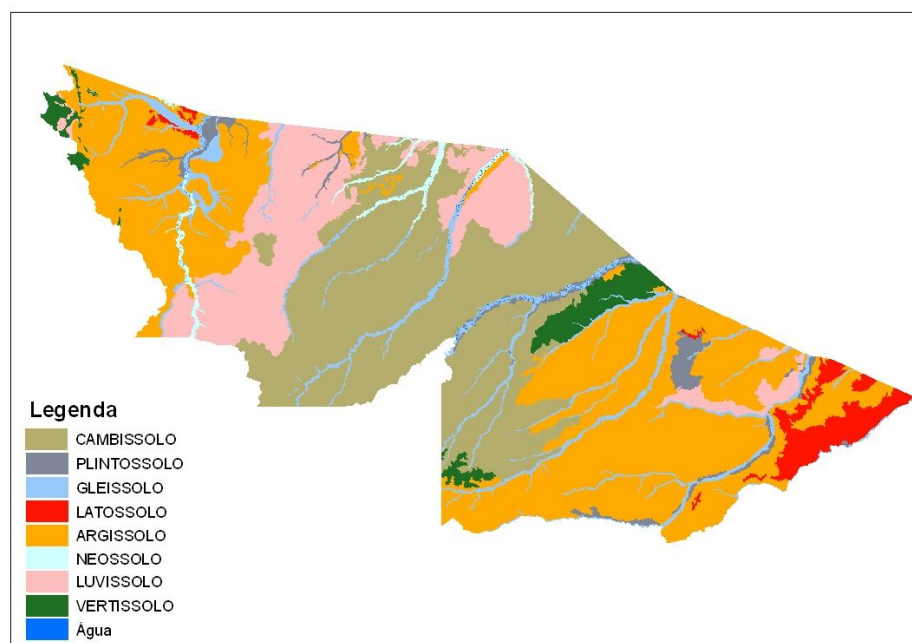 Legenda
CAMBISSOLO
PLINTOSSOLO
GLEISSOLO
LATOSSOLO
ARGISSOLO
NEOSSOLO
LUVISSOLO
VERTISSOLO
Água